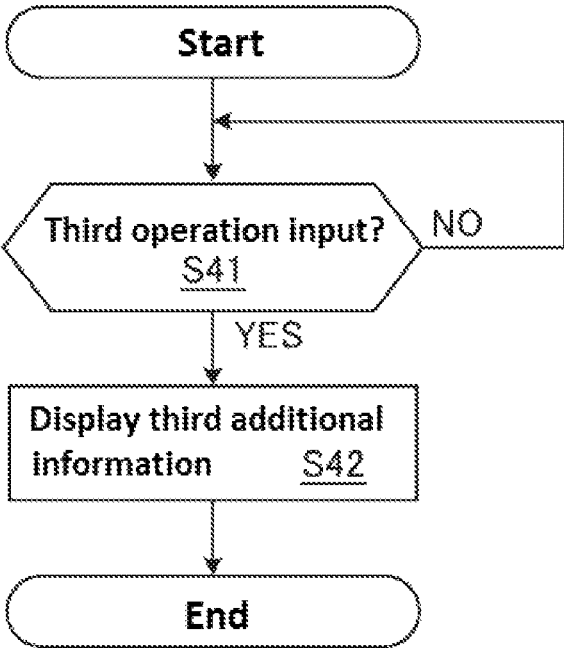 Start
Third operation input?
NO
S41
YES
Display third additional
information S42
End